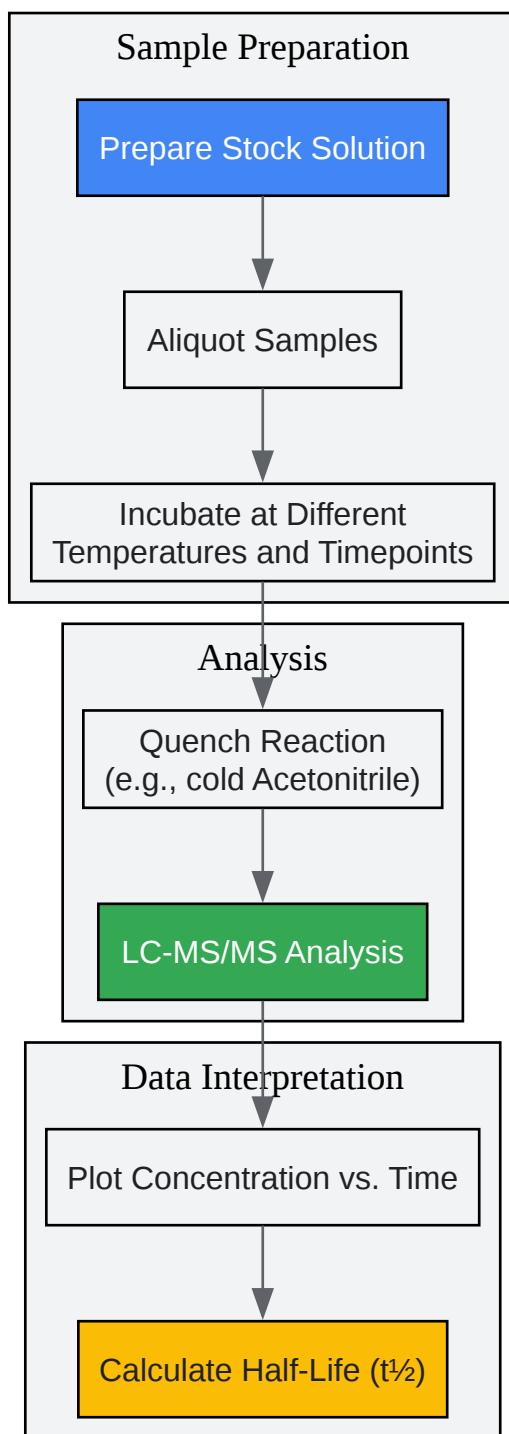 Sample Preparation
Prepare Stock Solution
Aliquot Samples
Incubate at Different
Temperatures and Timepoints
Analysis
Quench Reaction
(e.g., cold Acetonitrile)
LC-MS/MS Analysis
Data Interpretation
Plot Concentration vs. Time
Calculate Half-Life (t½)